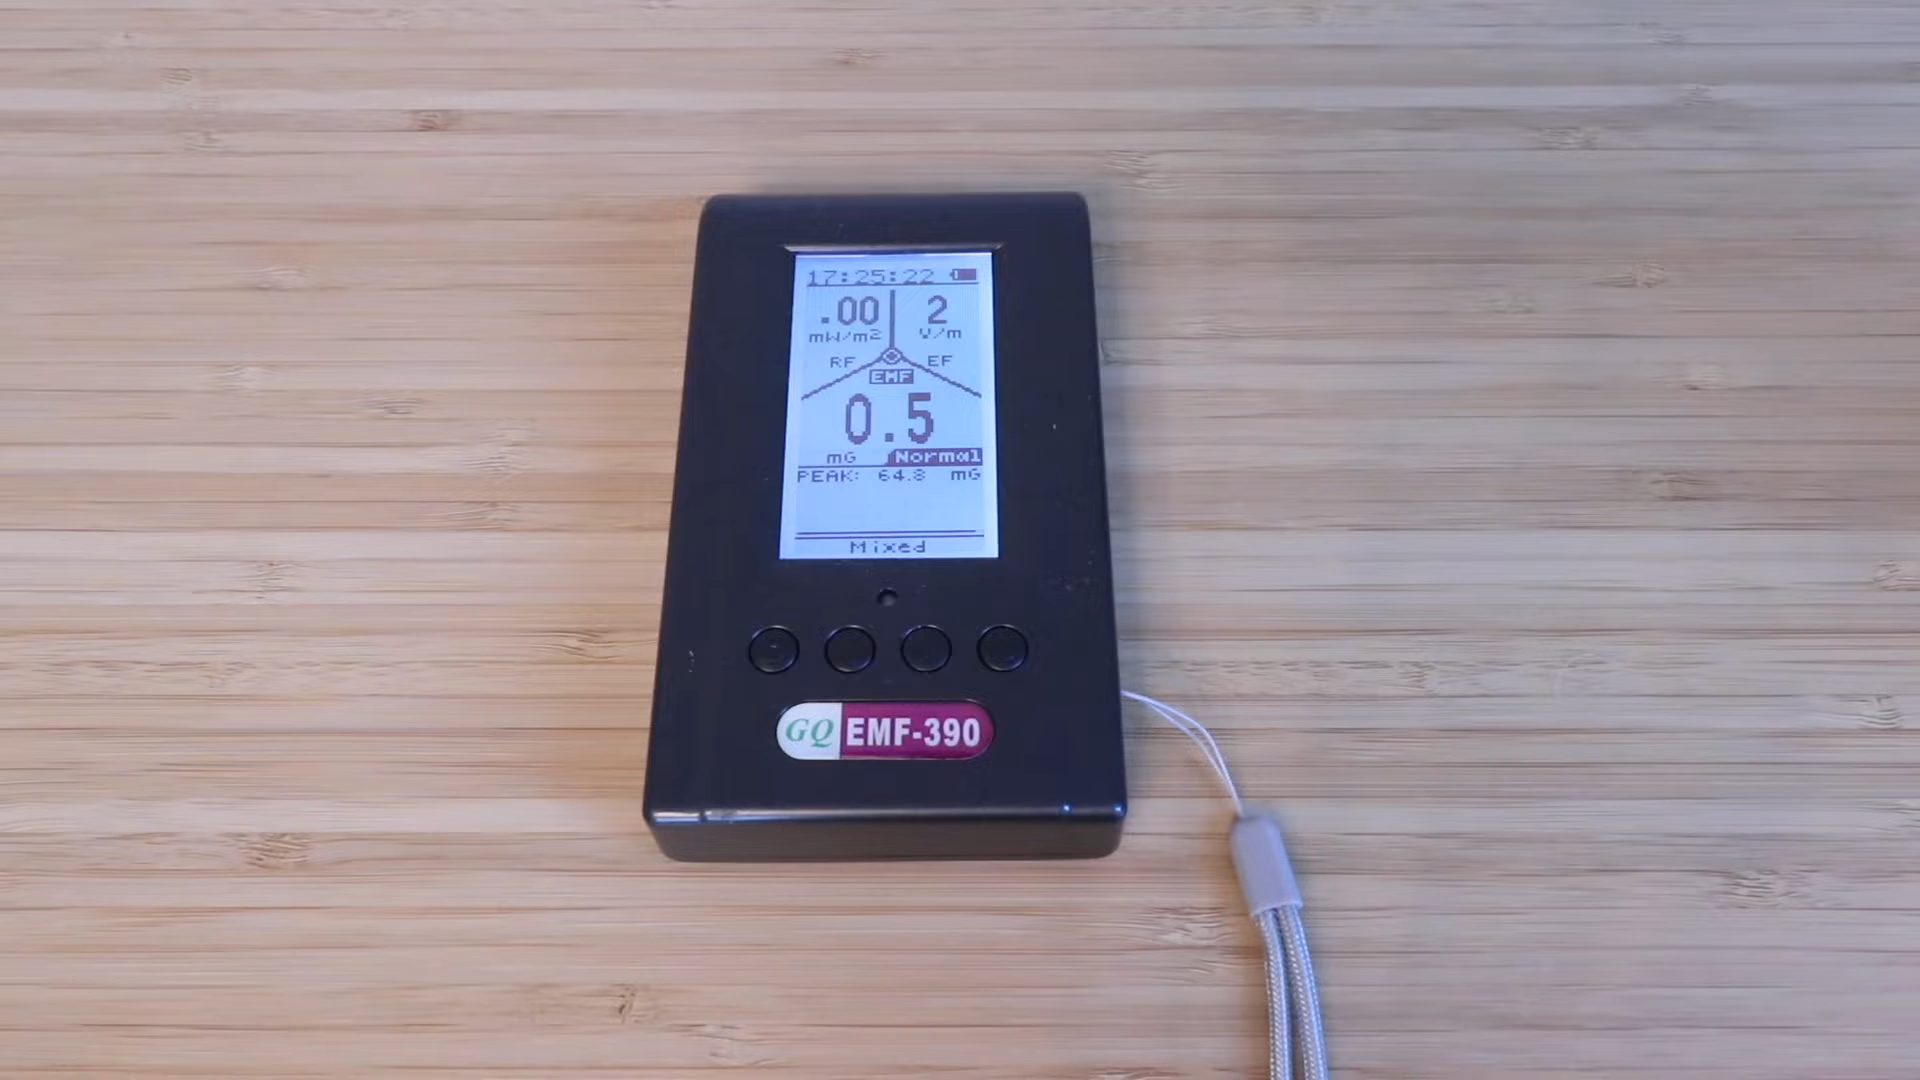 17:25:22
.00 2
mW/m2 V/m
RF EF
EMF
0.5
mG Normal
PEAK: 64.8 mG
Mixed
GQ EMF-390